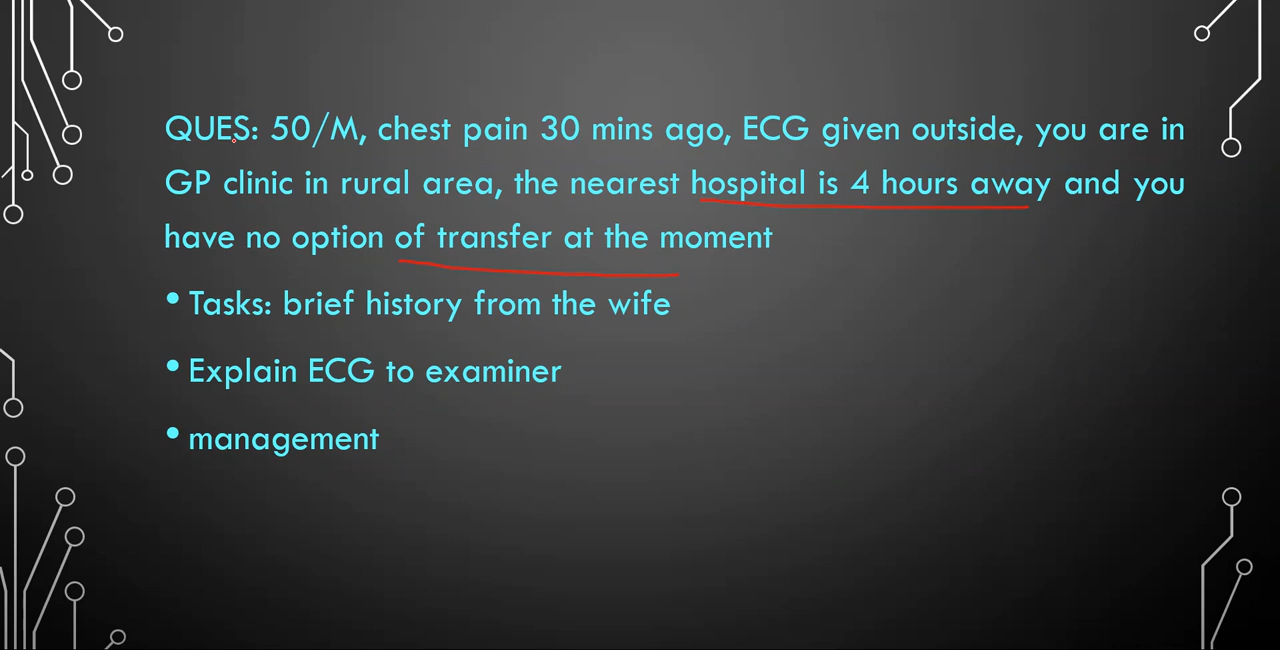 QUES: 50/M, chest pain 30 mins ago, ECG given outside, you are in
GP clinic in rural area, the nearest hospital is 4 hours away and you
have no option of transfer at the moment
• Tasks: brief history from the wife
• Explain ECG to examiner
• management